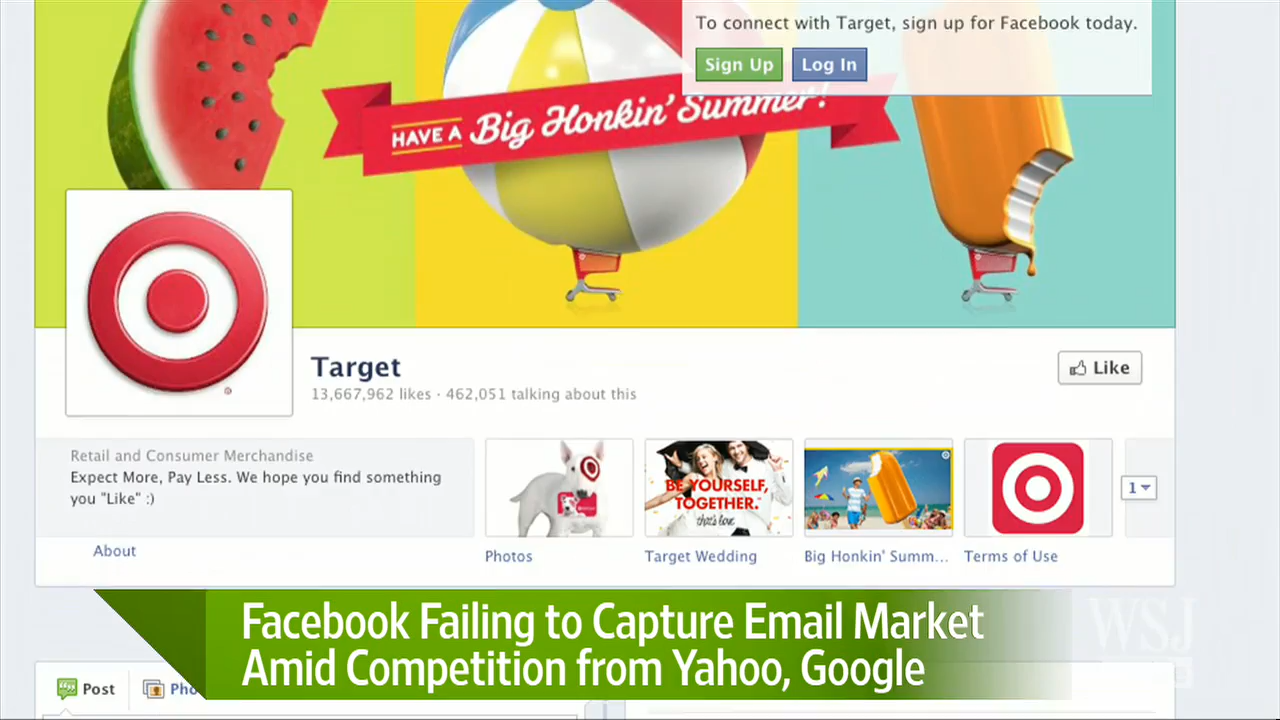 To connect with Target, sign up for Facebook today.
Sign Up Log In
HAVE A Big Honkin' Summer!
Target
Like
13,667,962 likes · 462,051 talking about this
Retail and Consumer Merchandise
Expect More, Pay Less. We hope you find something
you "Like" :)
BE YOURSELF,
TOGETHER.
that's love
1
About
Photos
Target Wedding
Big Honkin' Summ...
Terms of Use
Facebook Failing to Capture Email Market
Amid Competition from Yahoo, Google
WSJ
Post
Pho